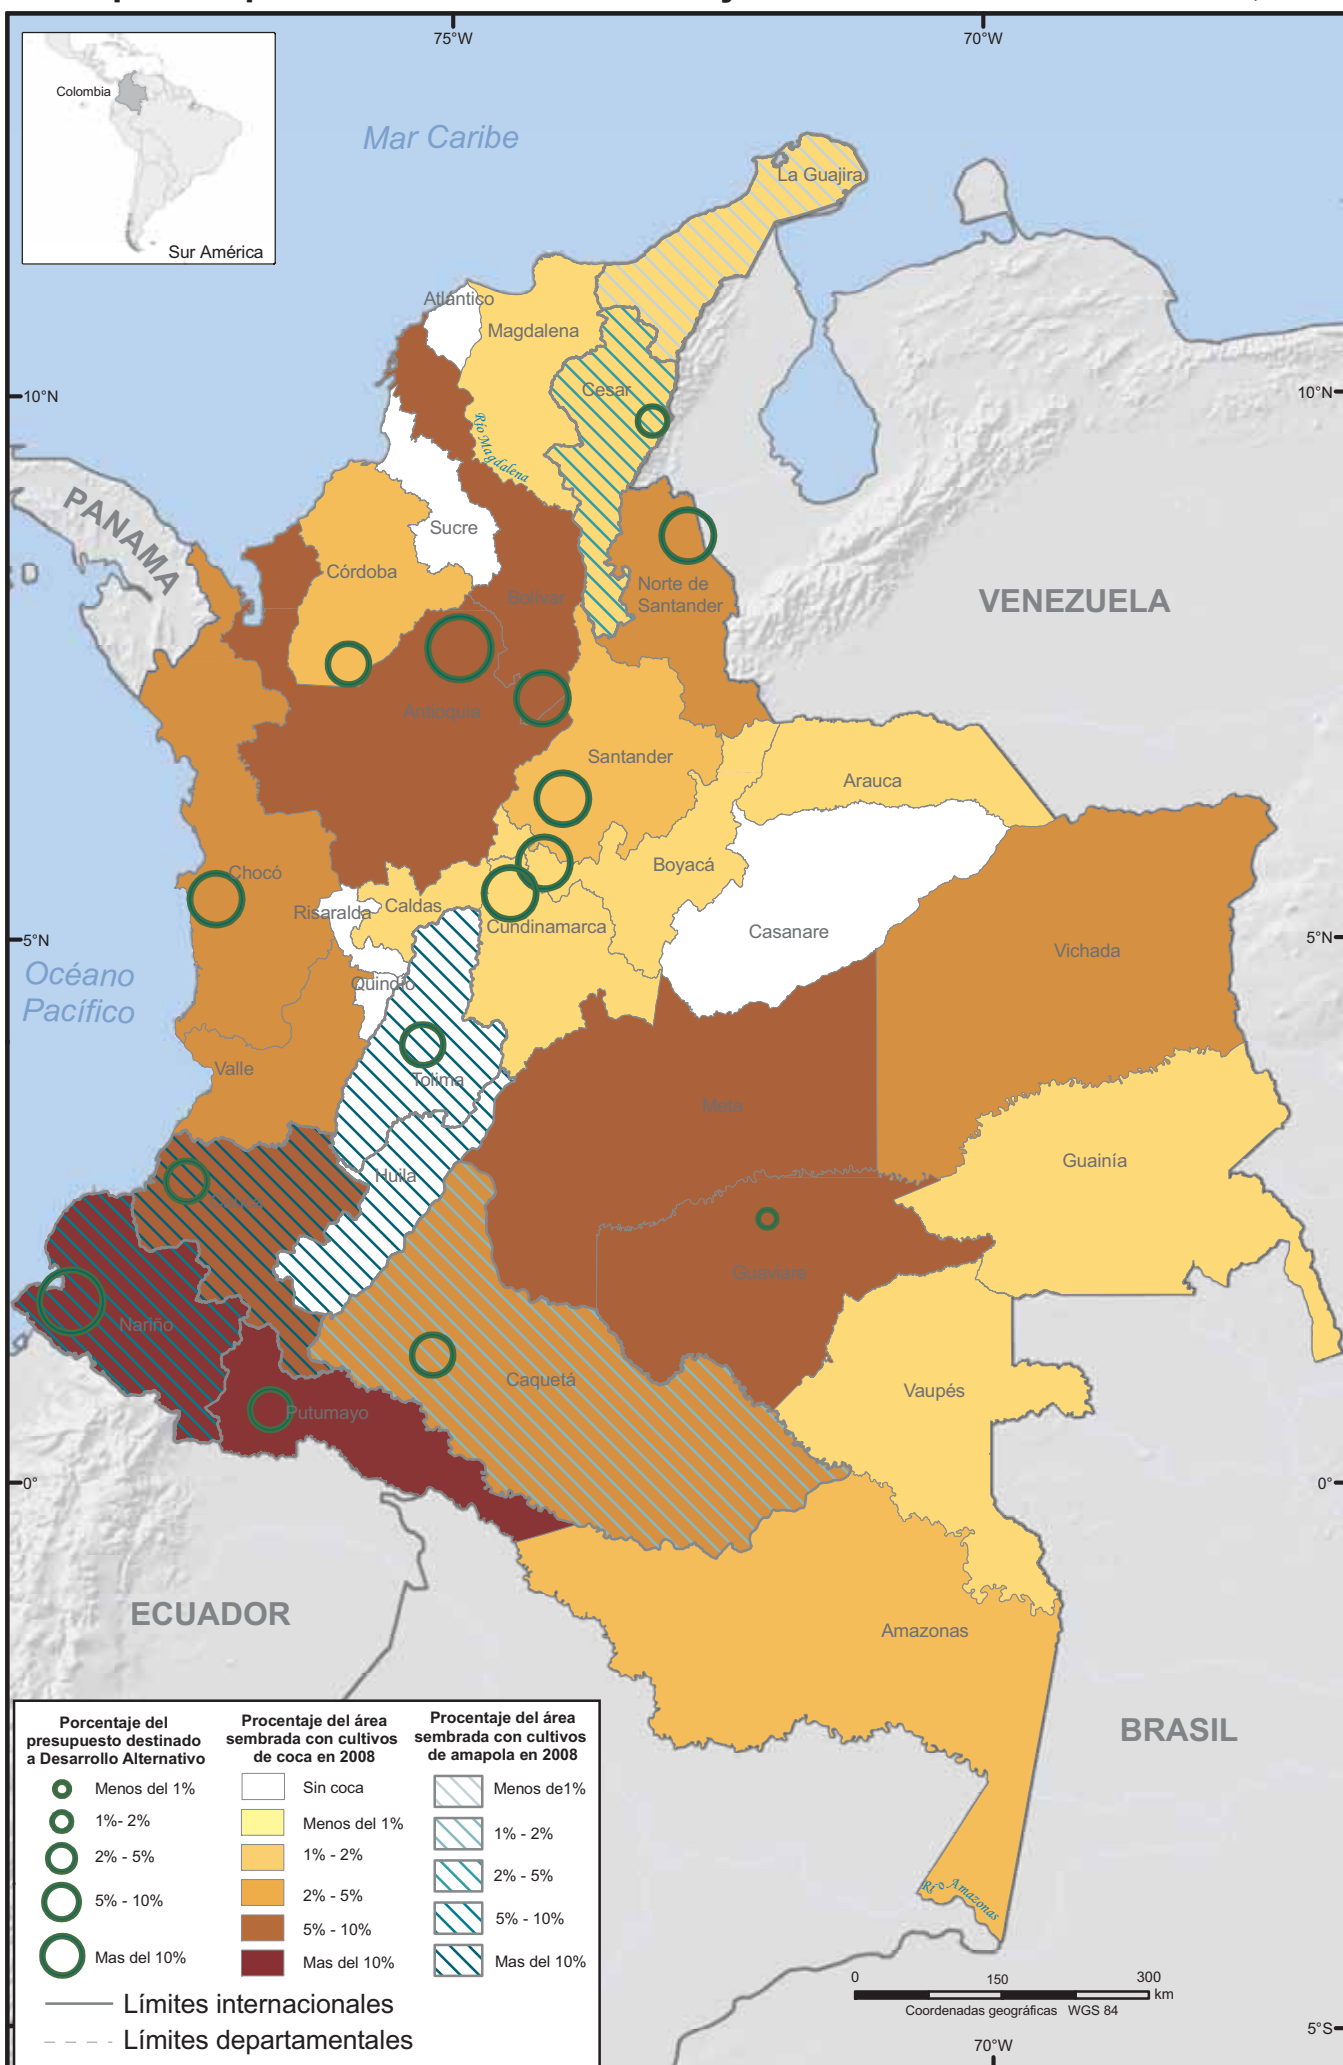 75°W
70°W
Colombia
Sur América
Mar Caribe
La Guajira
Atlántico
Magdalena
Cesar
10°N
10°N
Río Magdalena
PANAMA
Sucre
Córdoba
Bolívar
Norte de
Santander
VENEZUELA
Antioquia
Santander
Arauca
Chocó
Boyacá
Risaralda
Caldas
Cundinamarca
Casanare
5°N
5°N
Vichada
Océano
Pacífico
Quindío
Valle
Tolima
Meta
Huila
Guainía
Cauca
Guaviare
Nariño
Caquetá
Vaupés
Putumayo
0°
0°
ECUADOR
Amazonas
BRASIL
Río Amazonas
Porcentaje del
presupuesto destinado
a Desarrollo Alternativo
Menos del 1%
1%- 2%
2% - 5%
5% - 10%
Mas del 10%
Procentaje del área
sembrada con cultivos
de coca en 2008
Sin coca
Menos del 1%
1% - 2%
2% - 5%
5% - 10%
Mas del 10%
Procentaje del área
sembrada con cultivos
de amapola en 2008
Menos de1%
1% - 2%
2% - 5%
5% - 10%
Mas del 10%
Límites internacionales
Límites departamentales
0 150 300
km
Coordenadas geográficas WGS 84
5°S
70°W